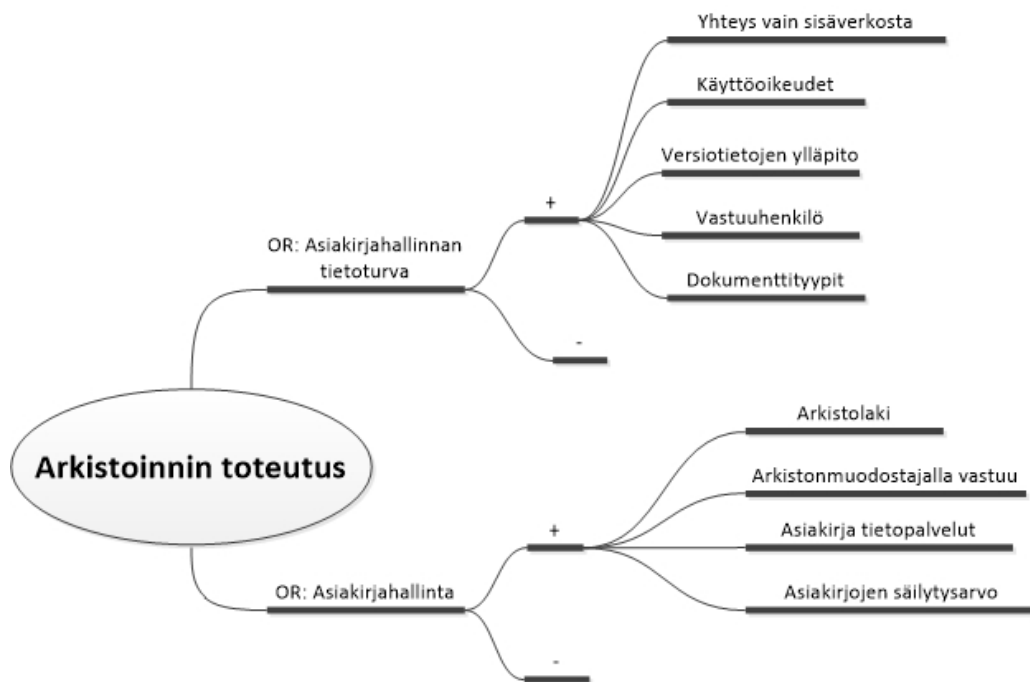 Yhteys vain sisäverkosta
Käyttöoikeudet
Versiotietojen ylläpito
+
Vastuuhenkilö
OR: Asiakirjahallinnan
tietoturva
Dokumenttityypit
-
Arkistolaki
Arkistoinnin toteutus
Arkistonmuodostajalla vastuu
+
Asiakirja tietopalvelut
OR: Asiakirjahallinta
Asiakirjojen säilytysarvo
-